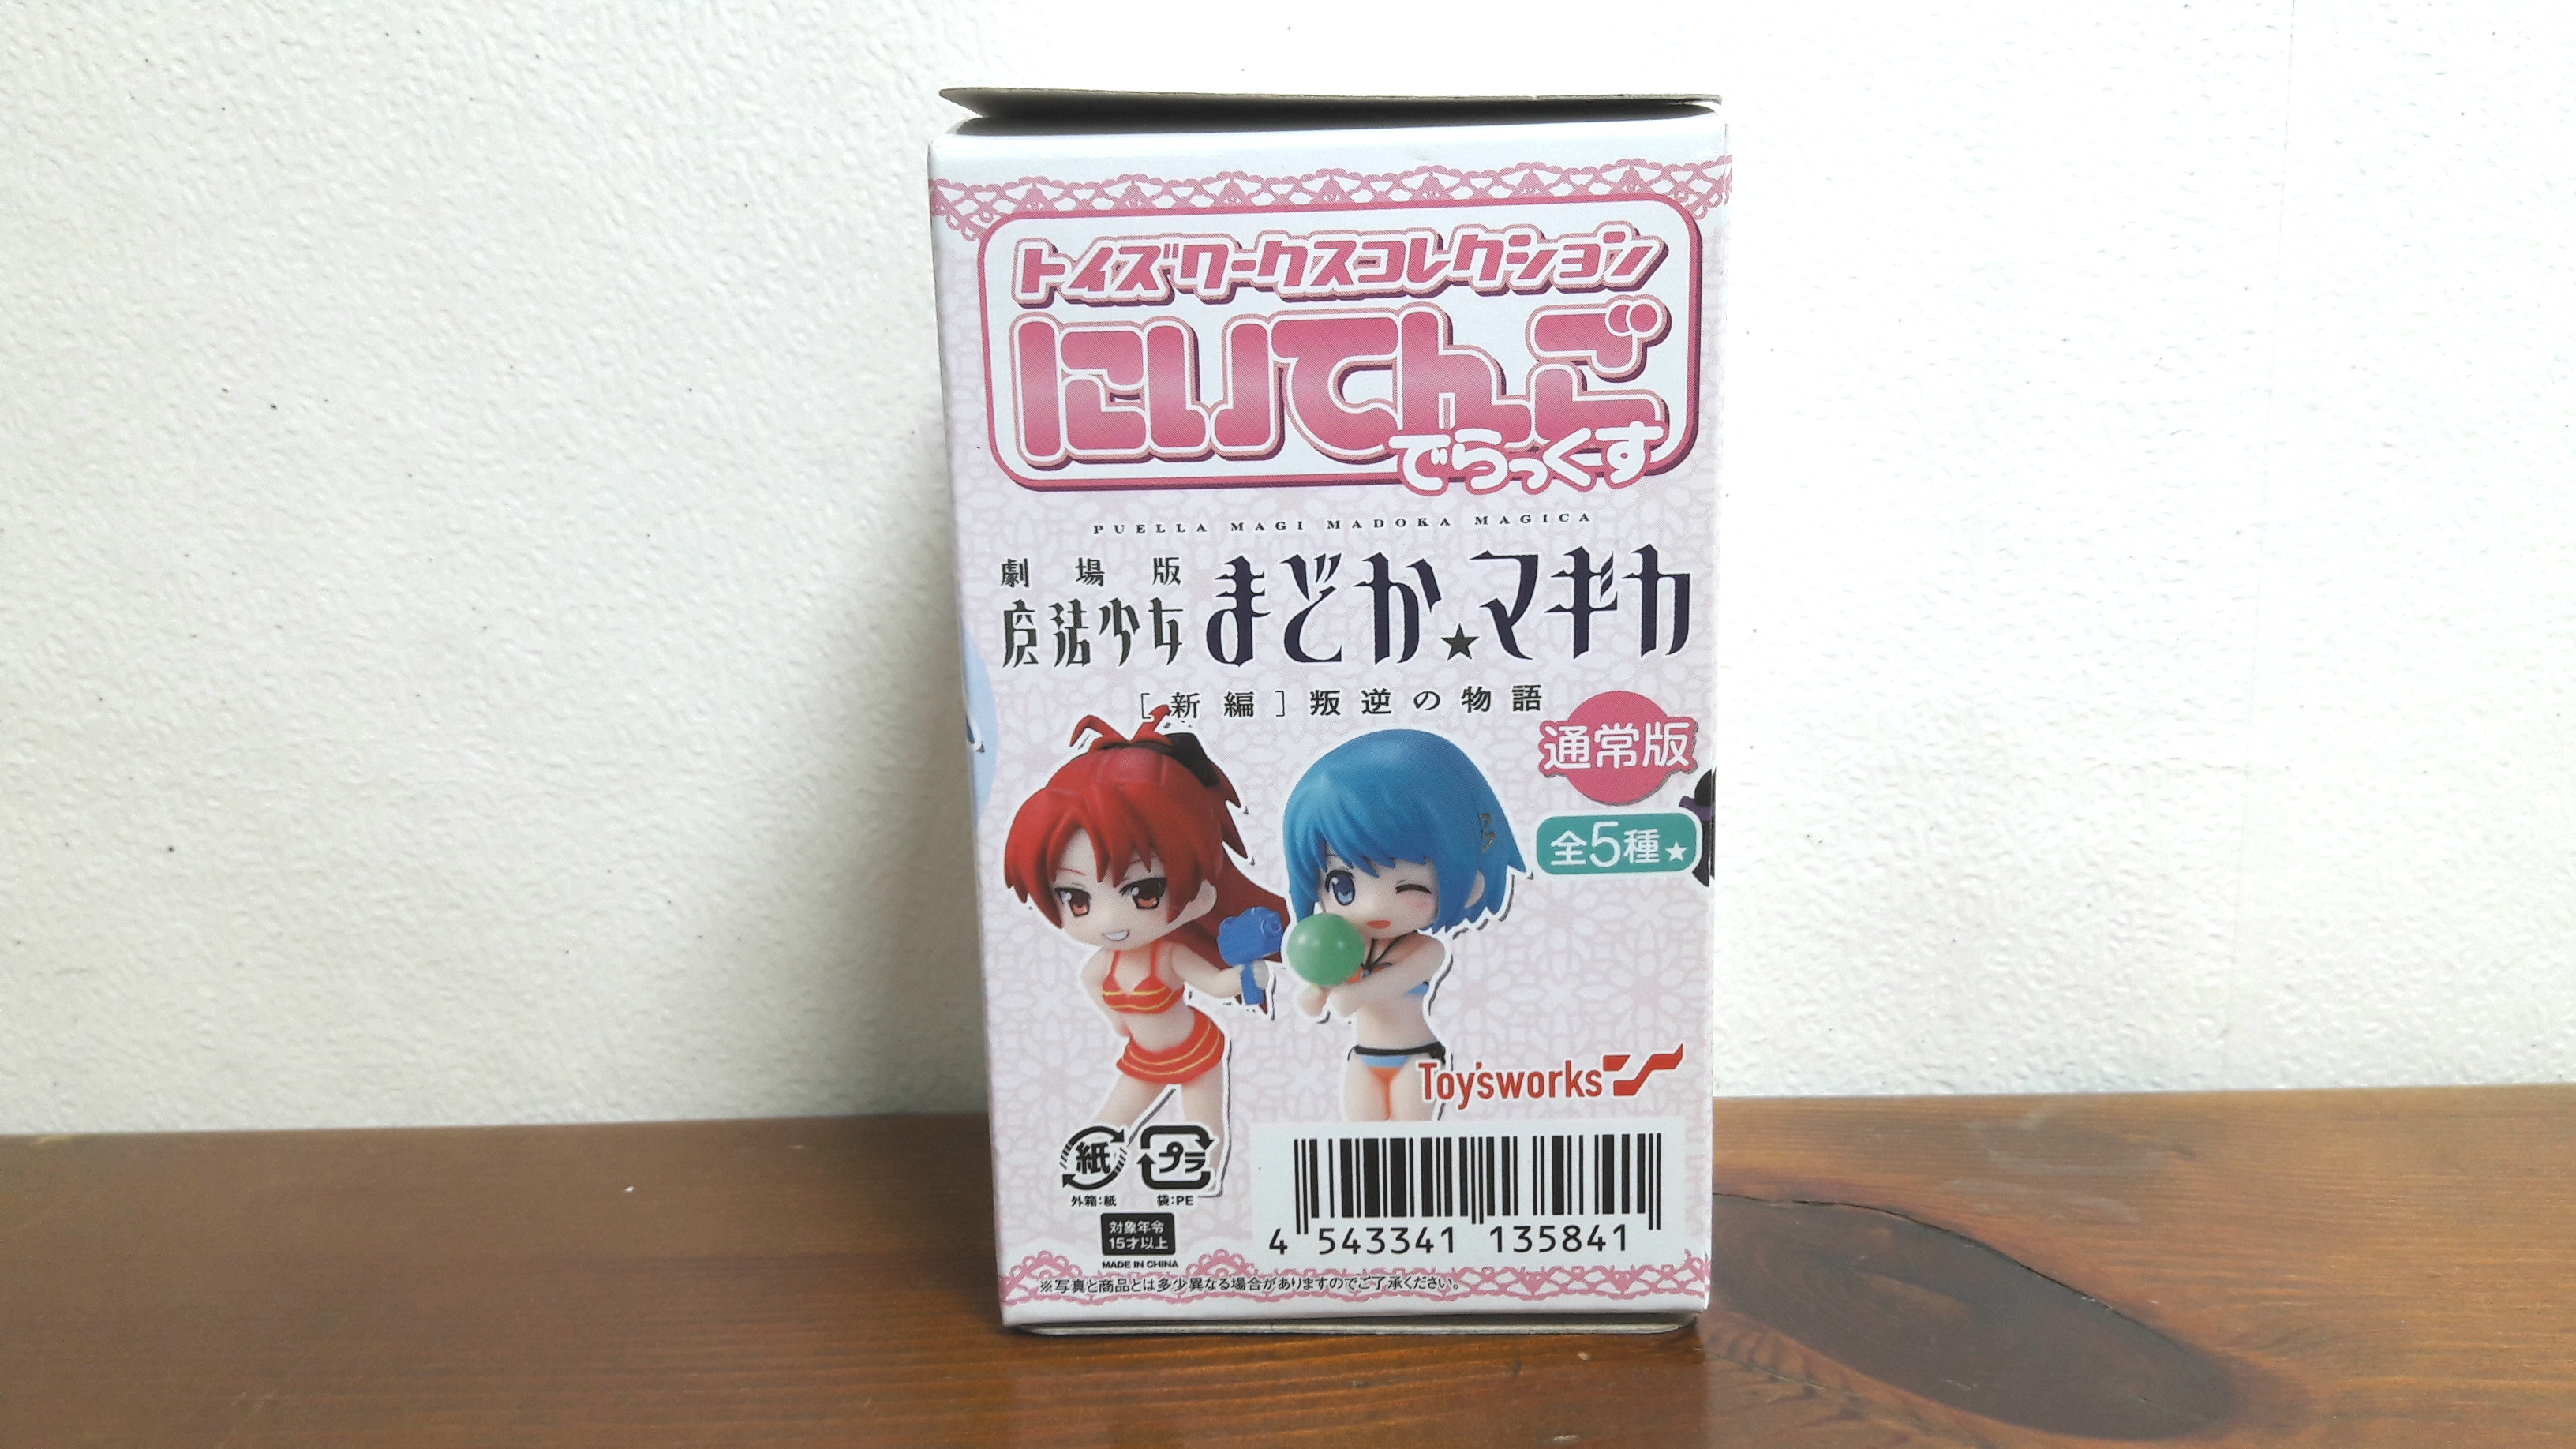 トイズワークスコレクション
にいてんご
でらっくす
PUELLA MAGI MADOKA MAGICA
劇場版
魔法少女まどか★マギカ
[新編]叛逆の物語
通常版
全5種★
Toy'sworks
紙
プラ
外箱:紙
袋:PE
対象年令
15才以上
MADE IN CHINA
4 543341 135841
※写真と商品とは多少異なる場合がありますのでご了承ください。